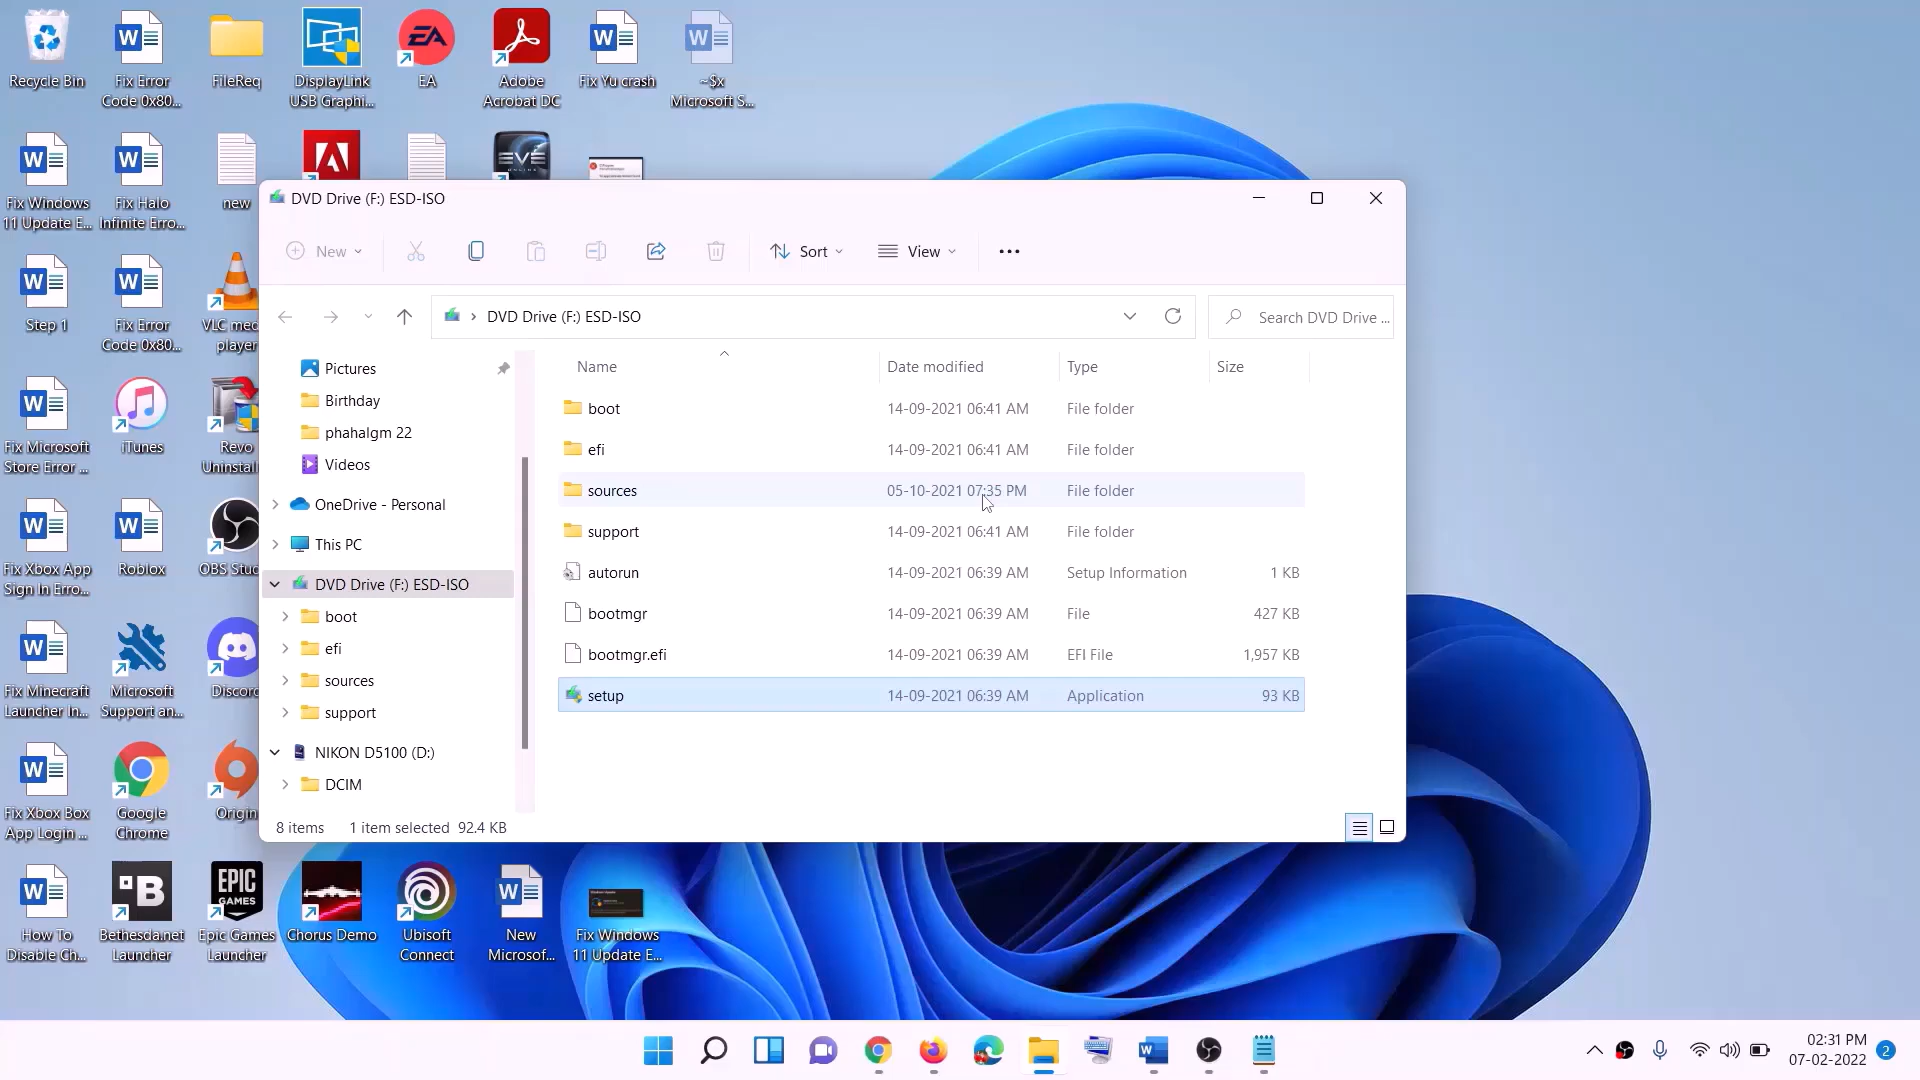 Recycle Bin
Fix Error
Code 0x80...
FileReq
DisplayLink
USB Graphi...
EA
EA
Adobe
Acrobat DC
Fix Yu crash
~$x
Microsoft S...
Fix Windows
11 Update E...
Fix Halo
Infinite Erro...
new
EVE
ONLINE
Step 1
Fix Error
Code 0x80...
VLC med
player
Fix Microsoft
Store Error ...
iTunes
Revo
Uninstall
Fix Xbox App
Sign In Erro...
Roblox
OBS Stud
Fix Minecraft
Launcher In...
Microsoft
Support an...
Discord
Fix Xbox Box
App Login ...
Google
Chrome
Origin
How To
Disable Ch...
B
Bethesda.net
Launcher
EPIC
GAMES
Epic Games
Launcher
Chorus Demo
Ubisoft
Connect
New
Microsof...
Fix Windows
11 Update E...
DVD Drive (F:) ESD-ISO
New
Sort
View
DVD Drive (F:) ESD-ISO
Search DVD Drive ...
Pictures
Birthday
phahalgm 22
Videos
OneDrive - Personal
This PC
DVD Drive (F:) ESD-ISO
boot
efi
sources
support
NIKON D5100 (D:)
DCIM
Name Date modified Type Size
boot 14-09-2021 06:41 AM File folder
efi 14-09-2021 06:41 AM File folder
sources 05-10-2021 07:35 PM File folder
support 14-09-2021 06:41 AM File folder
autorun 14-09-2021 06:39 AM Setup Information 1 KB
bootmgr 14-09-2021 06:39 AM File 427 KB
bootmgr.efi 14-09-2021 06:39 AM EFI File 1,957 KB
setup 14-09-2021 06:39 AM Application 93 KB
8 items 1 item selected 92.4 KB
02:31 PM
07-02-2022
2